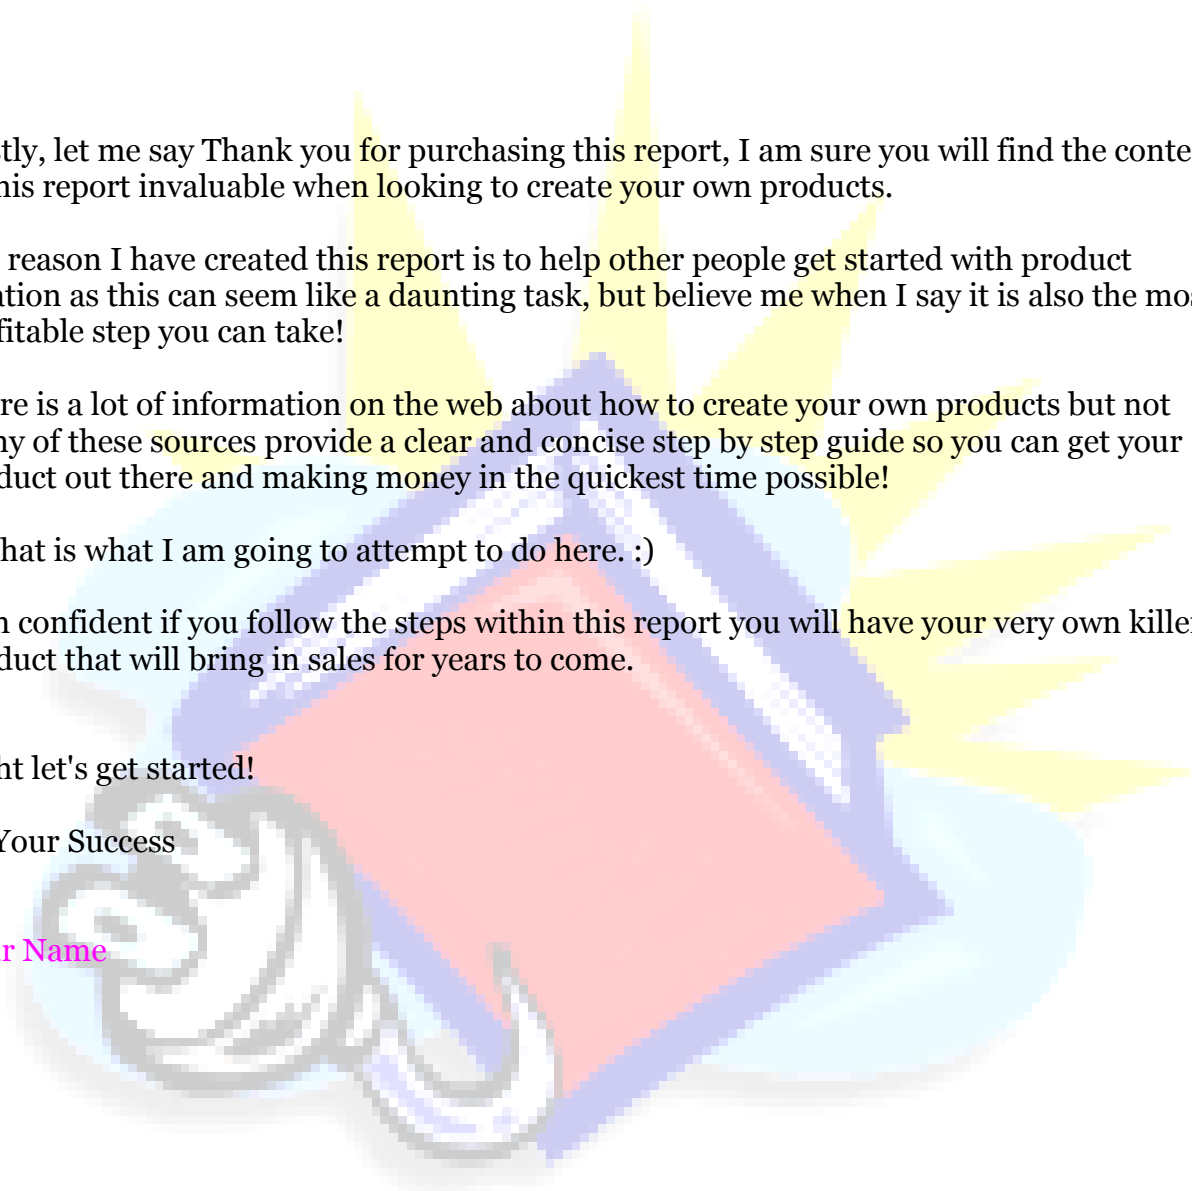 stly, let me say Thank you for purchasing this report, I am sure you will find the conte
his report invaluable when looking to create your own products.
reason I have created this report is to help other people get started with product
ation as this can seem like a daunting task, but believe me when I say it is also the mos
fitable step you can take!
re is a lot of information on the web about how to create your own products but not
ny of these sources provide a clear and concise step by step guide so you can get your
duct out there and making money in the quickest time possible!
hat is what I am going to attempt to do here. :)
n confident if you follow the steps within this report you will have your very own killer
duct that will bring in sales for years to come.
ht let's get started!
Your Success
r Name